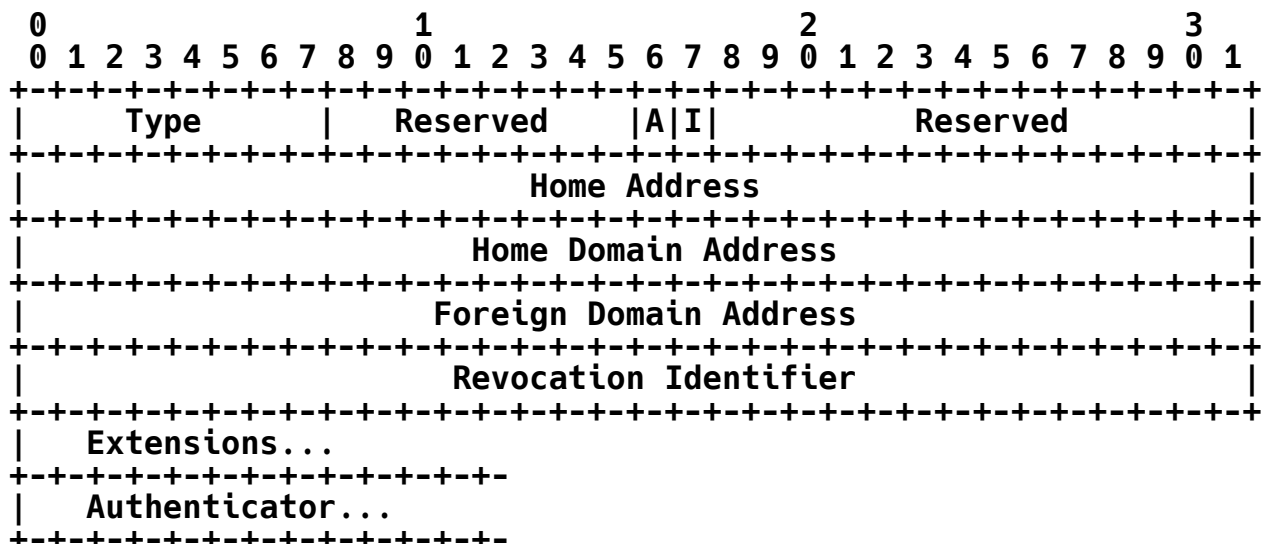 0                   1                   2                   3
 0 1 2 3 4 5 6 7 8 9 0 1 2 3 4 5 6 7 8 9 0 1 2 3 4 5 6 7 8 9 0 1
+-+-+-+-+-+-+-+-+-+-+-+-+-+-+-+-+-+-+-+-+-+-+-+-+-+-+-+-+-+-+-+-+
|     Type      |   Reserved    |A|I|          Reserved         |
+-+-+-+-+-+-+-+-+-+-+-+-+-+-+-+-+-+-+-+-+-+-+-+-+-+-+-+-+-+-+-+-+
|                          Home Address                         |
+-+-+-+-+-+-+-+-+-+-+-+-+-+-+-+-+-+-+-+-+-+-+-+-+-+-+-+-+-+-+-+-+
|                       Home Domain Address                     |
+-+-+-+-+-+-+-+-+-+-+-+-+-+-+-+-+-+-+-+-+-+-+-+-+-+-+-+-+-+-+-+-+
|                     Foreign Domain Address                    |
+-+-+-+-+-+-+-+-+-+-+-+-+-+-+-+-+-+-+-+-+-+-+-+-+-+-+-+-+-+-+-+-+
|                      Revocation Identifier                    |
+-+-+-+-+-+-+-+-+-+-+-+-+-+-+-+-+-+-+-+-+-+-+-+-+-+-+-+-+-+-+-+-+
|   Extensions...
+-+-+-+-+-+-+-+-+-+-+-+-+-
|   Authenticator...
+-+-+-+-+-+-+-+-+-+-+-+-+-